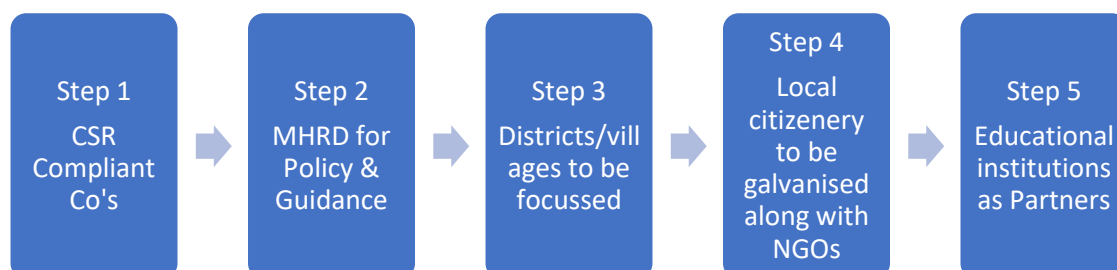 Step 1
CSR
Compliant
Co's
Step 2
MHRD for
Policy &
Guidance
Step 3
Districts/vill
ages to be
focussed
Step 4
Local
citizenery
to be
galvanised
along with
NGOs
Step 5
Educational
institutions
as Partners